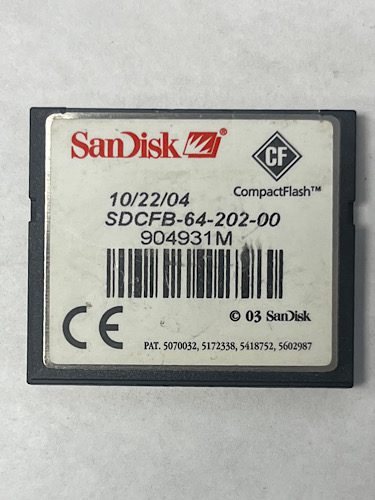 SanDisk®
CF
CompactFlash™
10/22/04
SDCFB-64-202-00
904931M
CE
© 03 SanDisk
PAT. 5070032, 5172338, 5418752, 5602987